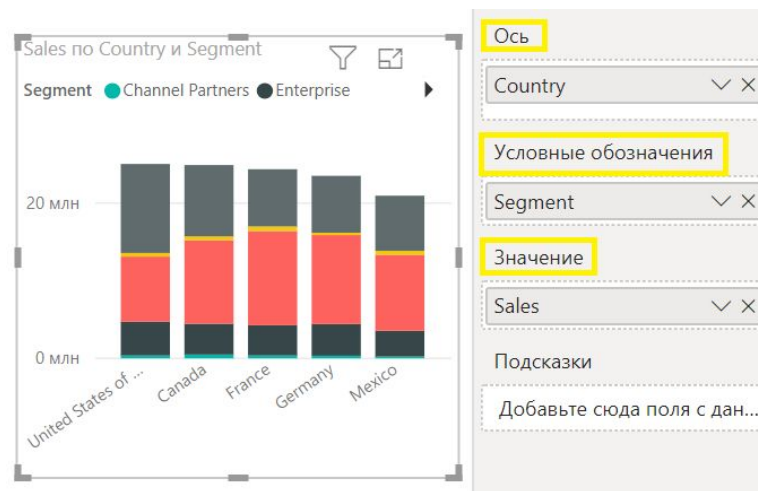 Sales по Country и Segment
Segment Channel Partners Enterprise
20 млн
0 млн
United States of ...
Canada
France
Germany
Mexico
Ось
Country
Условные обозначения
Segment
Значение
Sales
Подсказки
Добавьте сюда поля с дан...